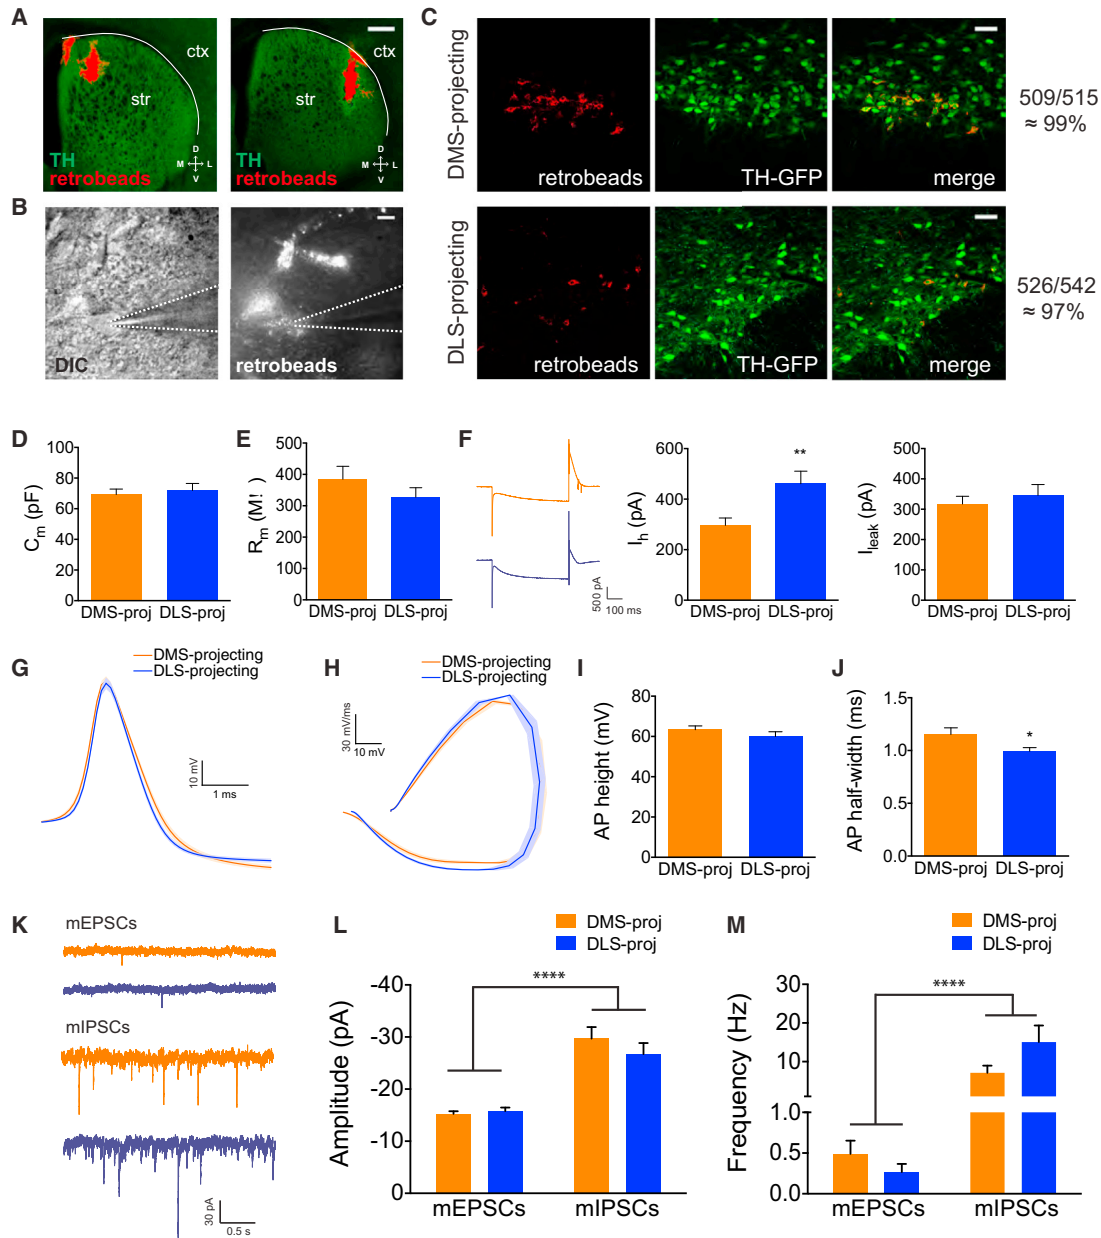 A
ctx
str
TH
retrobeads
D
M
L
V
ctx
str
TH
retrobeads
D
M
L
V
B
DIC
retrobeads
C
DMS-projecting
retrobeads
TH-GFP
merge
509/515
≈ 99%
DLS-projecting
retrobeads
TH-GFP
merge
526/542
≈ 97%
D
Cm (pF)
100
80
60
40
20
0
DMS-proj DLS-proj
E
Rm (M!)
500
400
300
200
100
0
DMS-proj DLS-proj
F
500 pA
100 ms
Ih (pA)
600
400
200
0
**
DMS-proj DLS-proj
Ileak (pA)
500
400
300
200
100
0
DMS-proj DLS-proj
G
DMS-projecting
DLS-projecting
10 mV
1 ms
H
DMS-projecting
DLS-projecting
30 mV/ms
10 mV
I
AP height (mV)
80
60
40
20
0
DMS-proj DLS-proj
J
AP half-width (ms)
1.5
1.0
0.5
0.0
*
DMS-proj DLS-proj
K
mEPSCs
mIPSCs
30 pA
0.5 s
L
DMS-proj
DLS-proj
Amplitude (pA)
-40
-30
-20
-10
0
****
mEPSCs mIPSCs
M
DMS-proj
DLS-proj
Frequency (Hz)
30
20
10
1.0
0.5
0.0
****
mEPSCs mIPSCs